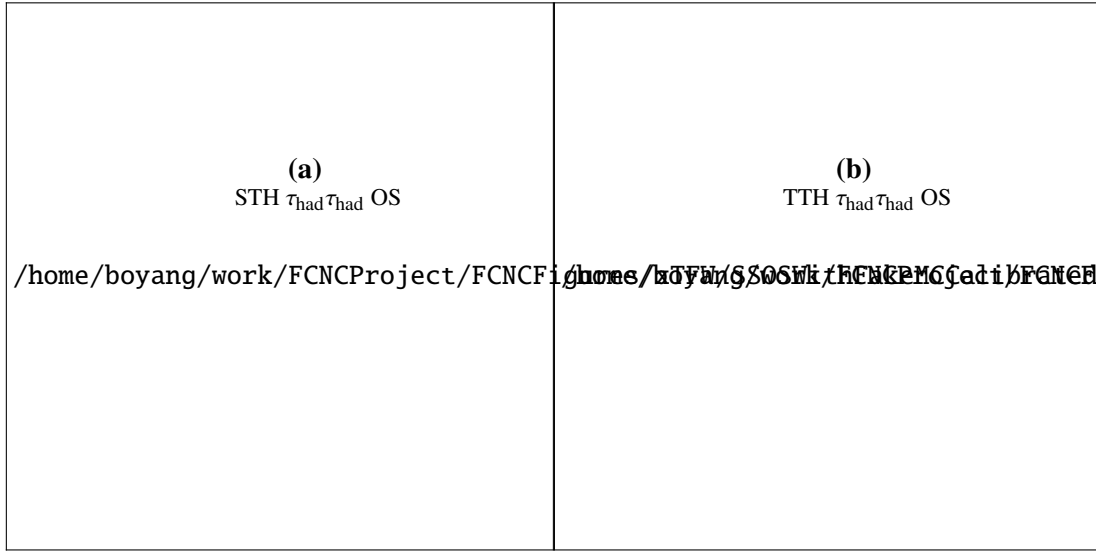 (a)
STH τhadτhad OS
(b)
TTH τhadτhad OS
/home/boyang/work/FCNCProject/FCNCFi